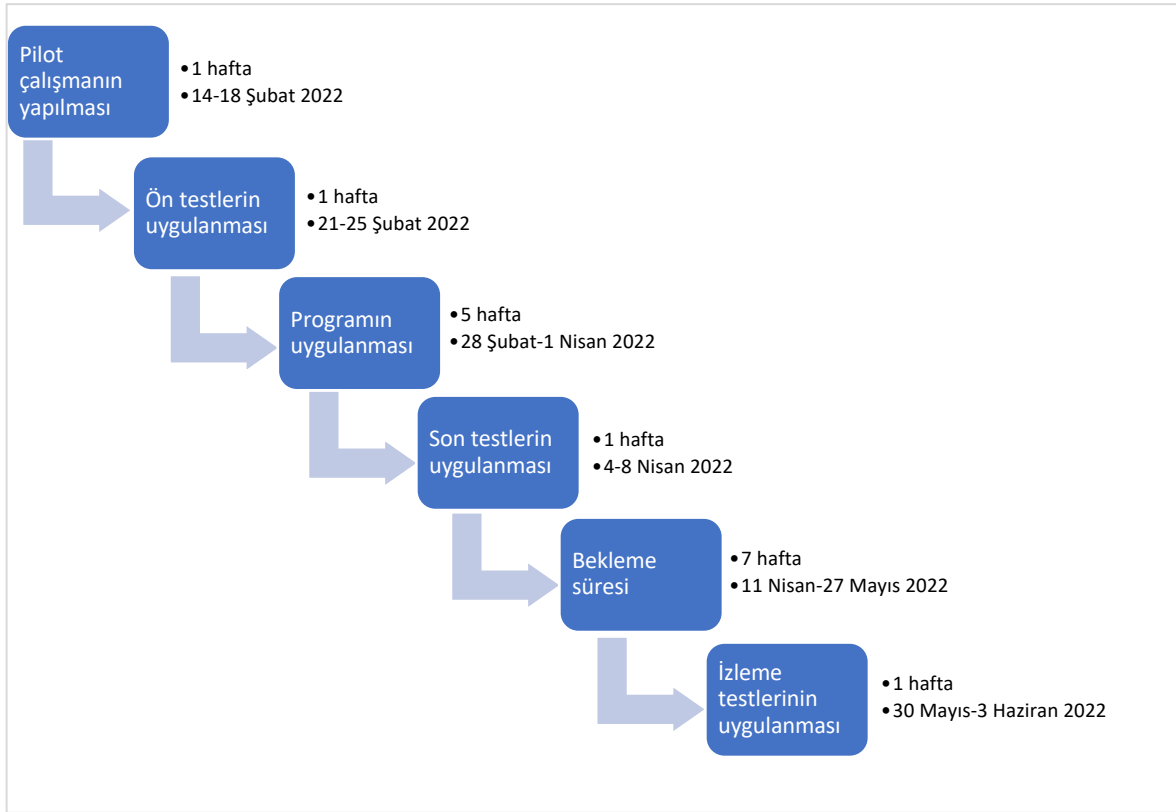 Pilot
çalışmanın
yapılması
•1 hafta
•14-18 Şubat 2022
Ön testlerin
uygulanması
•1 hafta
•21-25 Şubat 2022
Programın
uygulanması
•5 hafta
•28 Şubat-1 Nisan 2022
Son testlerin
uygulanması
•1 hafta
•4-8 Nisan 2022
Bekleme
süresi
•7 hafta
•11 Nisan-27 Mayıs 2022
İzleme
testlerinin
uygulanması
•1 hafta
•30 Mayıs-3 Haziran 2022